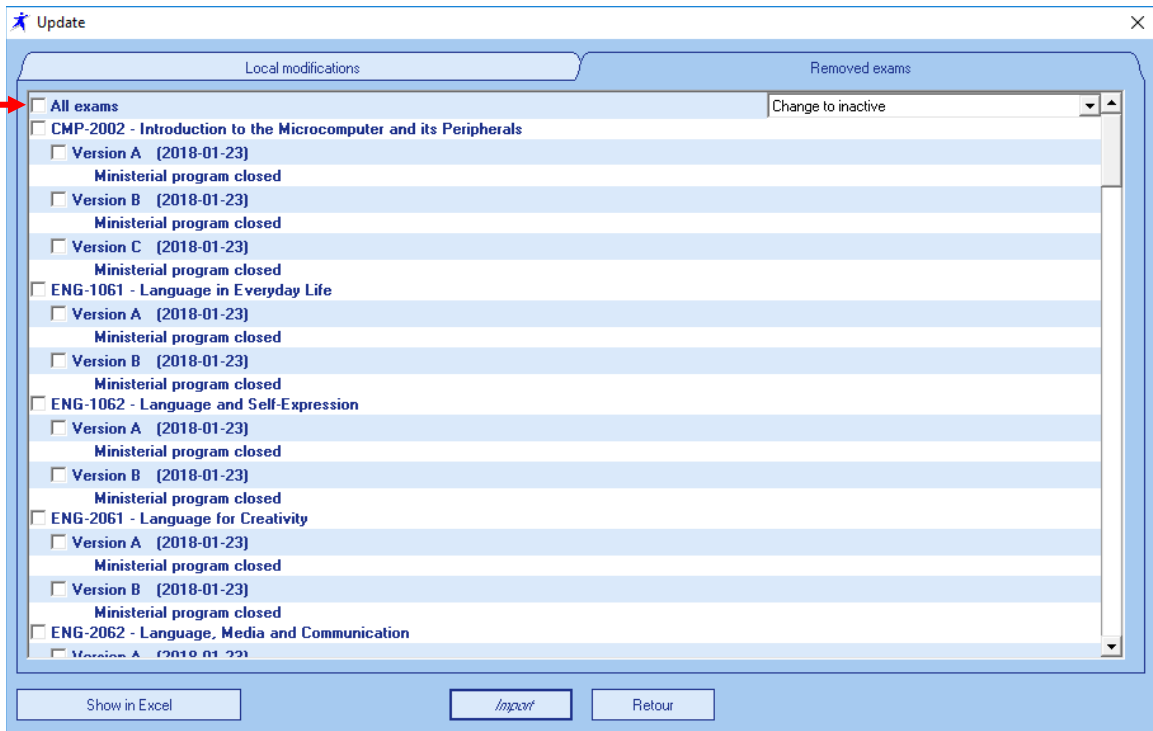 Update
Local modifications Removed exams
All exams Change to inactive
CMP-2002 - Introduction to the Microcomputer and its Peripherals
Version A (2018-01-23)
Ministerial program closed
Version B (2018-01-23)
Ministerial program closed
Version C (2018-01-23)
Ministerial program closed
ENG-1061 - Language in Everyday Life
Version A (2018-01-23)
Ministerial program closed
Version B (2018-01-23)
Ministerial program closed
ENG-1062 - Language and Self-Expression
Version A (2018-01-23)
Ministerial program closed
Version B (2018-01-23)
Ministerial program closed
ENG-2061 - Language for Creativity
Version A (2018-01-23)
Ministerial program closed
Version B (2018-01-23)
Ministerial program closed
ENG-2062 - Language, Media and Communication
Version A (2018-01-23)
Show in Excel Import Retour